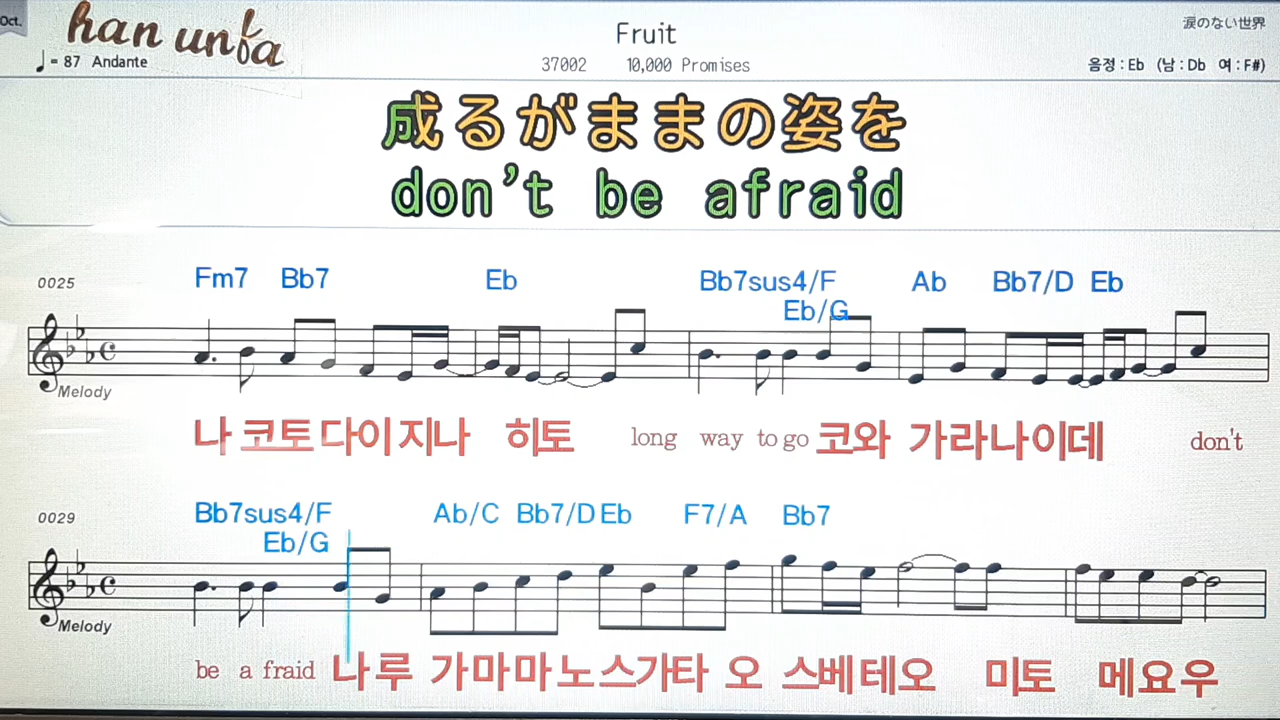 Oct.
han unfa
Fruit
涙のない世界
♩= 87 Andante
37002 10,000 Promises
음정 : Eb (남 : Db 여 : F#)
成るがままの姿を
don't be afraid
0025
Fm7 Bb7 Eb Bb7sus4/F Ab Bb7/D Eb
Eb/G
Melody
나 코토다이지나 히토 long way to go 코와 가라나이데 don't
0029
Bb7sus4/F Ab/C Bb7/D Eb F7/A Bb7
Eb/G
Melody
be a fraid 나루 가마마노스가타 오 스베테오 미토 메요우